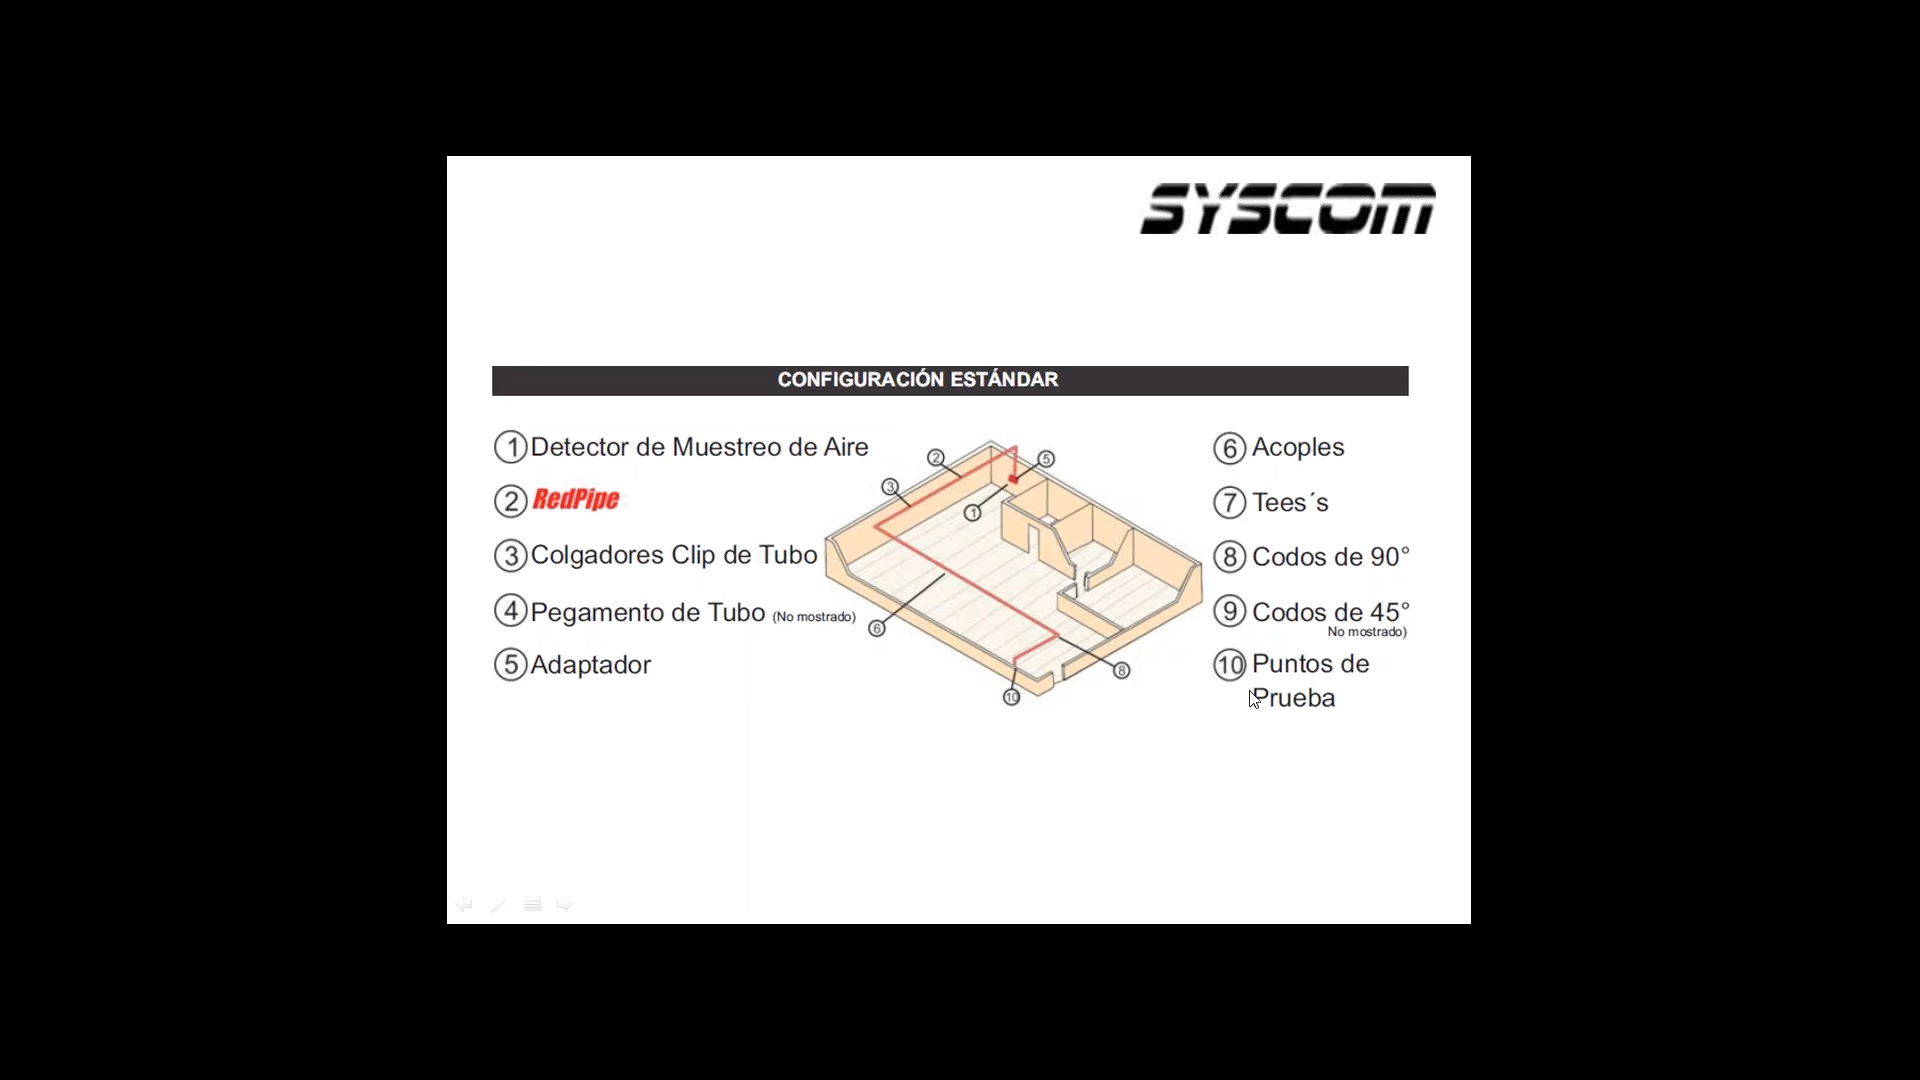 SYSCOM
CONFIGURACIÓN ESTÁNDAR
1 Detector de Muestreo de Aire
2 RedPipe
3 Colgadores Clip de Tubo
4 Pegamento de Tubo (No mostrado)
5 Adaptador
2
5
3
1
6
8
10
6 Acoples
7 Tees´s
8 Codos de 90°
9 Codos de 45°
No mostrado)
10 Puntos de
Prueba